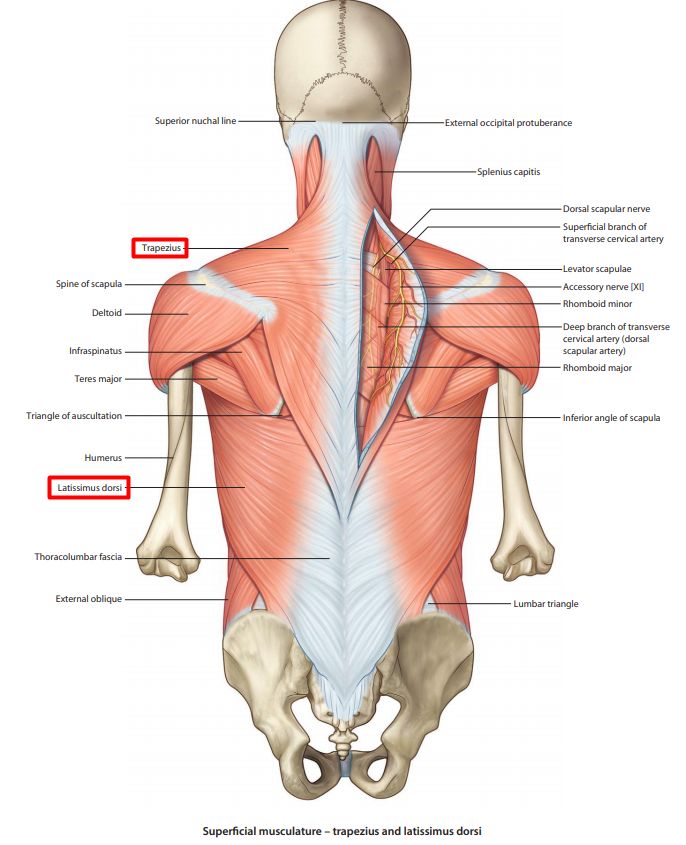 Superior nuchal line
External occipital protuberance
Splenius capitis
Dorsal scapular nerve
Superficial branch of
transverse cervical artery
Trapezius
Levator scapulae
Spine of scapula
Accessory nerve [XI]
Rhomboid minor
Deltoid
Deep branch of transverse
cervical artery (dorsal
scapular artery)
Infraspinatus
Rhomboid major
Teres major
Triangle of auscultation
Inferior angle of scapula
Humerus
Latissimus dorsi
Thoracolumbar fascia
External oblique
Lumbar triangle
Superficial musculature – trapezius and latissimus dorsi